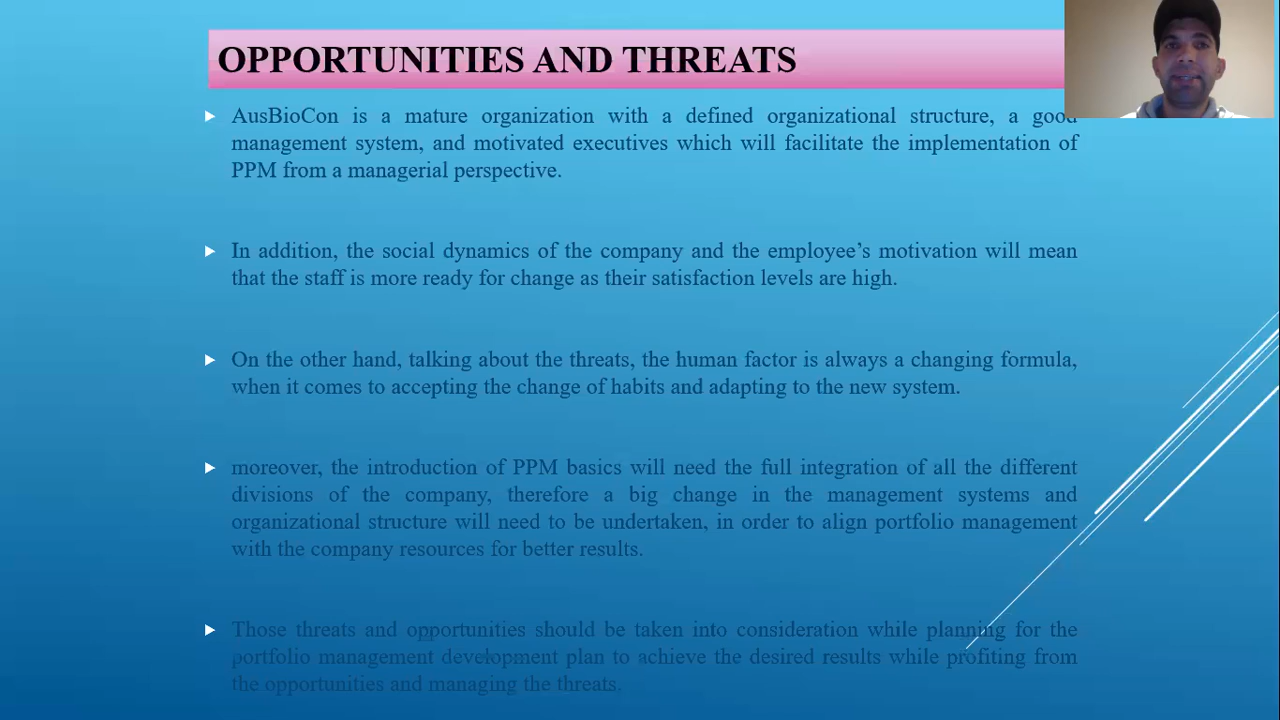 OPPORTUNITIES AND THREATS
AusBioCon is a mature organization with a defined organizational structure, a good
management system, and motivated executives which will facilitate the implementation of
PPM from a managerial perspective.
In addition, the social dynamics of the company and the employee’s motivation will mean
that the staff is more ready for change as their satisfaction levels are high.
On the other hand, talking about the threats, the human factor is always a changing formula,
when it comes to accepting the change of habits and adapting to the new system.
moreover, the introduction of PPM basics will need the full integration of all the different
divisions of the company, therefore a big change in the management systems and
organizational structure will need to be undertaken, in order to align portfolio management
with the company resources for better results.
Those threats and opportunities should be taken into consideration while planning for the
portfolio management development plan to achieve the desired results while profiting from
the opportunities and managing the threats.